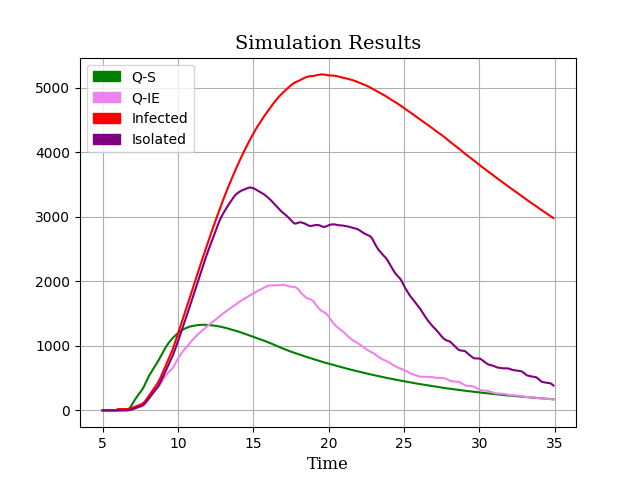 Simulation Results
Q-S
Q-IE
Infected
Isolated
5000
4000
3000
2000
1000
0
5 10 15 20 25 30 35
Time